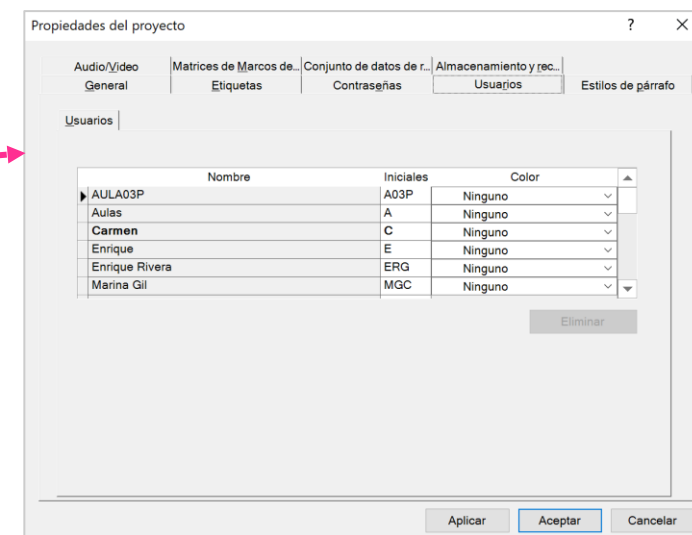 Propiedades del proyecto ? ×
Audio/Video Matrices de Marcos de... Conjunto de datos de r... Almacenamiento y rec...
General Etiquetas Contraseñas Usuarios Estilos de párrafo
Usuarios
Nombre Iniciales Color
AULA03P A03P Ninguno
Aulas A Ninguno
Carmen C Ninguno
Enrique E Ninguno
Enrique Rivera ERG Ninguno
Marina Gil MGC Ninguno
Eliminar
Aplicar Aceptar Cancelar